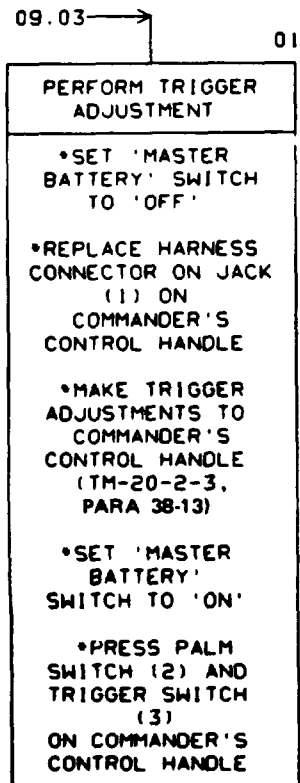 09.03
01
PERFORM TRIGGER
ADJUSTMENT
*SET 'MASTER
BATTERY' SWITCH
TO 'OFF'
*REPLACE HARNESS
CONNECTOR ON JACK
(1) ON
COMMANDER'S
CONTROL HANDLE
*MAKE TRIGGER
ADJUSTMENTS TO
COMMANDER'S
CONTROL HANDLE
(TM-20-2-3,
PARA 38-13)
*SET 'MASTER
BATTERY'
SWITCH TO 'ON'
*PRESS PALM
SWITCH (2) AND
TRIGGER SWITCH
(3)
ON COMMANDER'S
CONTROL HANDLE